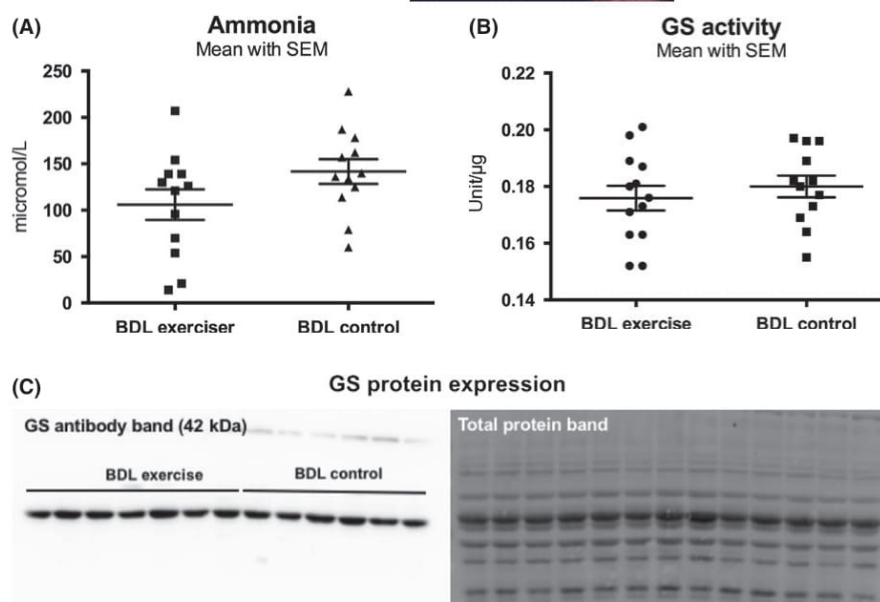 (A)
Ammonia
Mean with SEM
250
200
150
100
50
0
micromol/L
BDL exerciser
BDL control
(B)
GS activity
Mean with SEM
0.22
0.20
0.18
0.16
0.14
Unit/µg
BDL exercise
BDL control
(C)
GS protein expression
GS antibody band (42 kDa)
BDL exercise
BDL control
Total protein band